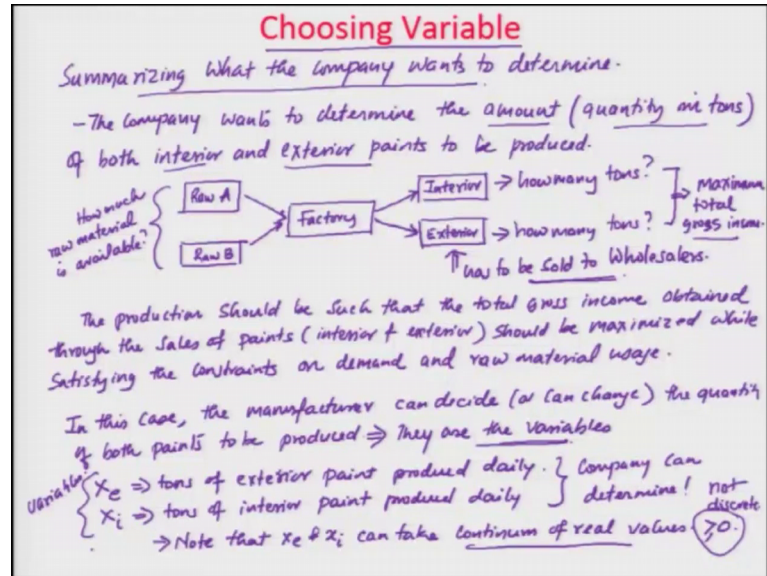 Choosing Variable
Summarizing what the company wants to determine.
- The company wants to determine the amount (quantity in tons)
of both interior and exterior paints to be produced.
How much raw material is available?
Raw A
Raw B
Factory
Interior → how many tons?
Exterior → how many tons?
⇒ Maximum total gross income.
↑ has to be sold to wholesalers.
The production should be such that the total gross income obtained
through the sales of paints (interior + exterior) should be maximized while
satisfying the constraints on demand and raw material usage.
In this case, the manufacturer can decide (or can change) the quantity
of both paints to be produced ⇒ They are the variables
Variables
xe ⇒ tons of exterior paint produced daily.
xi ⇒ tons of interior paint produced daily
Company can determine!
not discrete
→ Note that xe & xi can take continuum of real values ≥0.